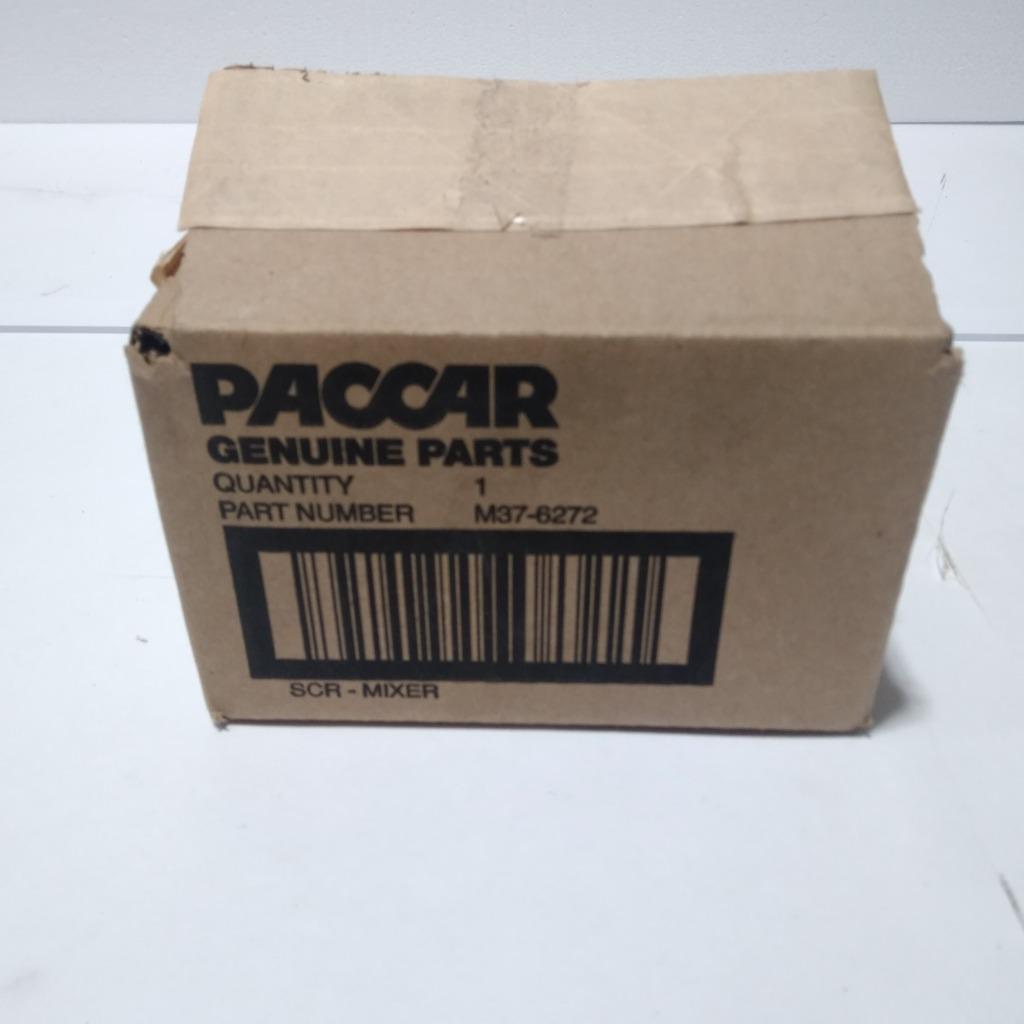 PACCAR
GENUINE PARTS
QUANTITY 1
PART NUMBER M37-6272
SCR - MIXER